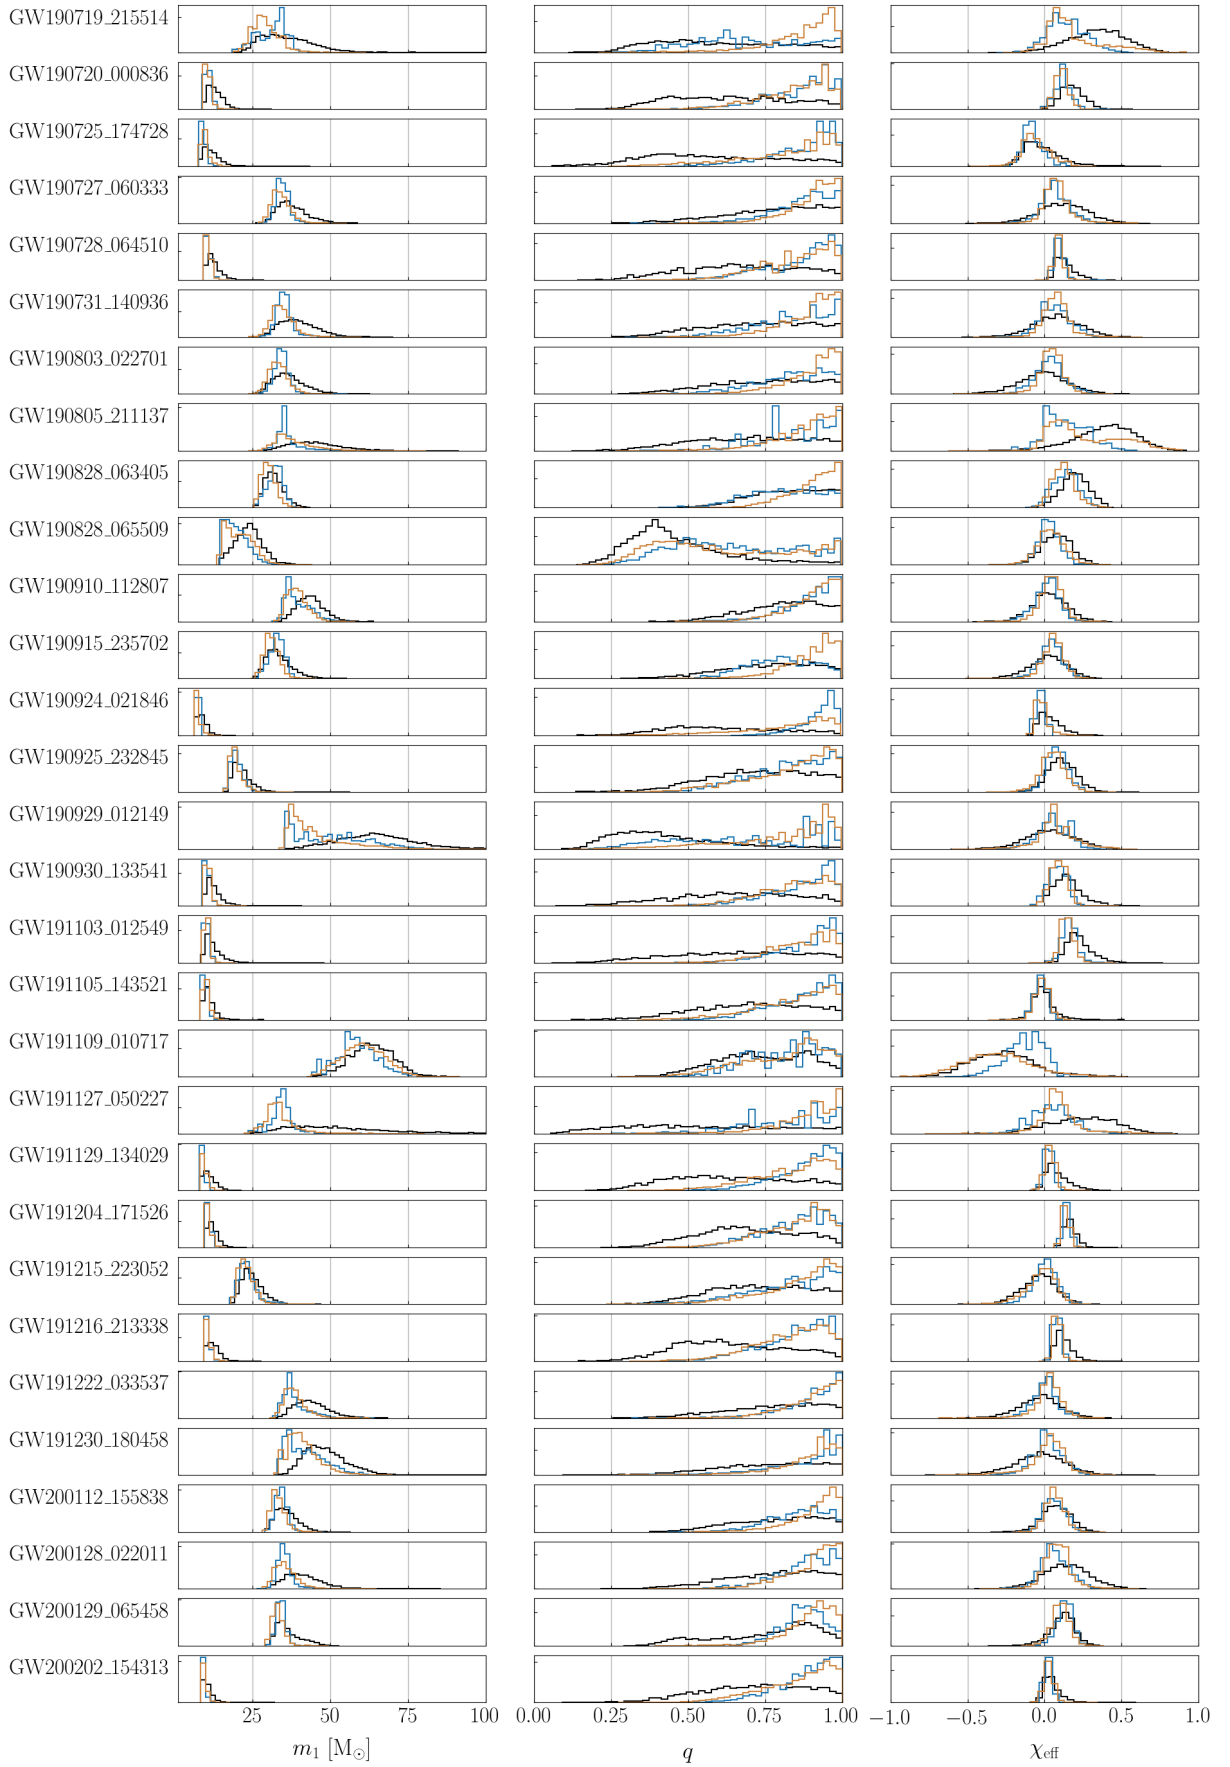 GW190719_215514
GW190720_000836
GW190725_174728
GW190727_060333
GW190728_064510
GW190731_140936
GW190803_022701
GW190805_211137
GW190828_063405
GW190828_065509
GW190910_112807
GW190915_235702
GW190924_021846
GW190925_232845
GW190929_012149
GW190930_133541
GW191103_012549
GW191105_143521
GW191109_010717
GW191127_050227
GW191129_134029
GW191204_171526
GW191215_223052
GW191216_213338
GW191222_033537
GW191230_180458
GW200112_155838
GW200128_022011
GW200129_065458
GW200202_154313
25 50 75 100 0.00 0.25 0.50 0.75 1.00 −1.0 −0.5 0.0 0.5 1.0
m₁ [M☉] q χeff